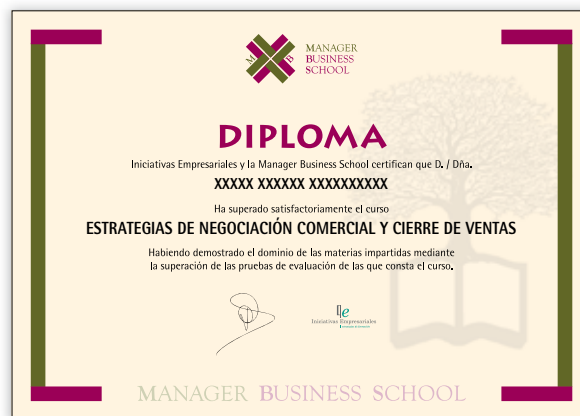 MANAGER
BUSINESS
SCHOOL
M B
DIPLOMA
Iniciativas Empresariales y la Manager Business School certifican que D. / Dña.
XXXXX XXXXXX XXXXXXXXXX
Ha superado satisfactoriamente el curso
ESTRATEGIAS DE NEGOCIACIÓN COMERCIAL Y CIERRE DE VENTAS
Habiendo demostrado el dominio de las materias impartidas mediante
la superación de las pruebas de evaluación de las que consta el curso.
Iniciativas Empresariales
MANAGER BUSINESS SCHOOL